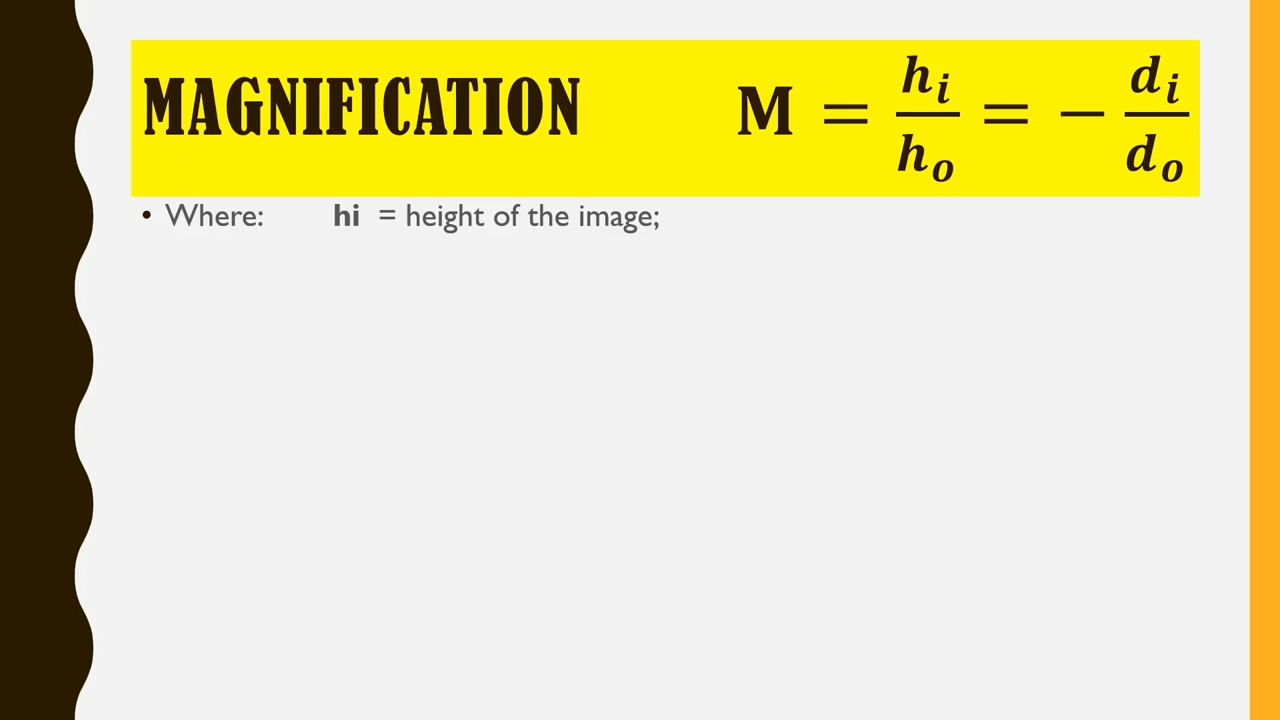 MAGNIFICATION M = hᵢ/hₒ = − dᵢ/dₒ
• Where: hi = height of the image;